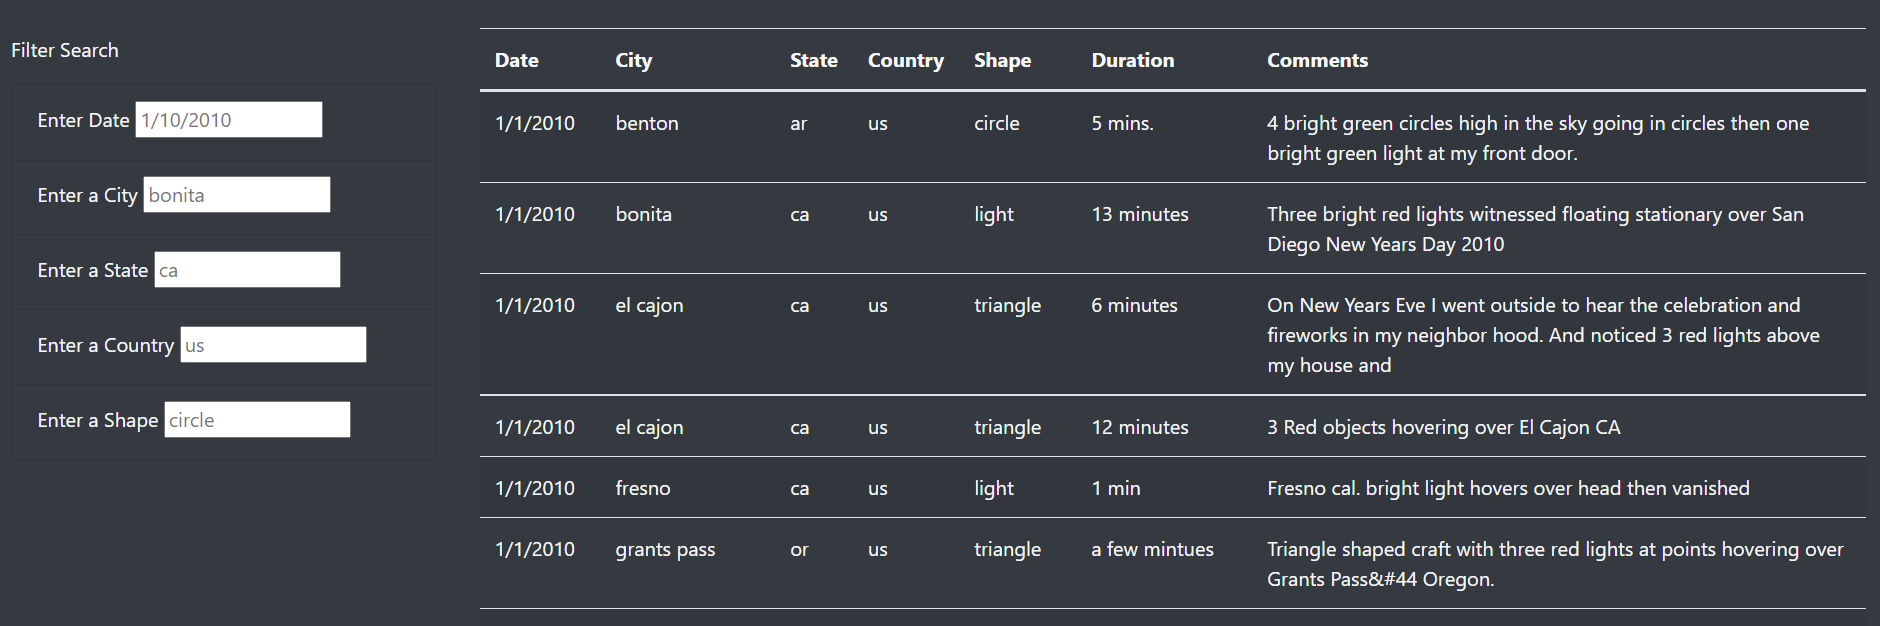 Filter Search
Enter Date 1/10/2010
Enter a City bonita
Enter a State ca
Enter a Country us
Enter a Shape circle
Date City State Country Shape Duration Comments
1/1/2010 benton ar us circle 5 mins. 4 bright green circles high in the sky going in circles then one
bright green light at my front door.
1/1/2010 bonita ca us light 13 minutes Three bright red lights witnessed floating stationary over San
Diego New Years Day 2010
1/1/2010 el cajon ca us triangle 6 minutes On New Years Eve I went outside to hear the celebration and
fireworks in my neighbor hood. And noticed 3 red lights above
my house and
1/1/2010 el cajon ca us triangle 12 minutes 3 Red objects hovering over El Cajon CA
1/1/2010 fresno ca us light 1 min Fresno cal. bright light hovers over head then vanished
1/1/2010 grants pass or us triangle a few mintues Triangle shaped craft with three red lights at points hovering over
Grants Pass&#44 Oregon.